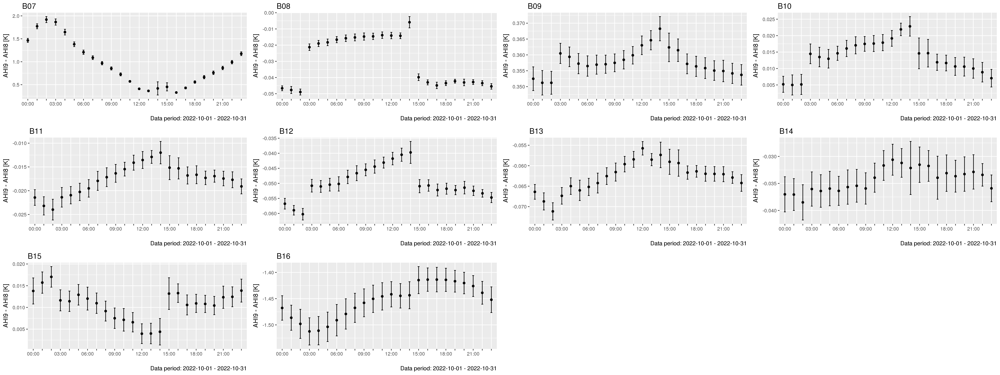 B07
AHI9 - AHI8 [K]
2.0
1.5
1.0
0.5
00:00 03:00 06:00 09:00 12:00 15:00 18:00 21:00
Data period: 2022-10-01 - 2022-10-31
B08
AHI9 - AHI8 [K]
0.00
-0.01
-0.02
-0.03
-0.04
-0.05
00:00 03:00 06:00 09:00 12:00 15:00 18:00 21:00
Data period: 2022-10-01 - 2022-10-31
B09
AHI9 - AHI8 [K]
0.370
0.365
0.360
0.355
0.350
00:00 03:00 06:00 09:00 12:00 15:00 18:00 21:00
Data period: 2022-10-01 - 2022-10-31
B10
AHI9 - AHI8 [K]
0.025
0.020
0.015
0.010
0.005
00:00 03:00 06:00 09:00 12:00 15:00 18:00 21:00
Data period: 2022-10-01 - 2022-10-31
B11
AHI9 - AHI8 [K]
-0.010
-0.015
-0.020
-0.025
00:00 03:00 06:00 09:00 12:00 15:00 18:00 21:00
Data period: 2022-10-01 - 2022-10-31
B12
AHI9 - AHI8 [K]
-0.035
-0.040
-0.045
-0.050
-0.055
-0.060
00:00 03:00 06:00 09:00 12:00 15:00 18:00 21:00
Data period: 2022-10-01 - 2022-10-31
B13
AHI9 - AHI8 [K]
-0.055
-0.060
-0.065
-0.070
00:00 03:00 06:00 09:00 12:00 15:00 18:00 21:00
Data period: 2022-10-01 - 2022-10-31
B14
AHI9 - AHI8 [K]
-0.030
-0.035
-0.040
00:00 03:00 06:00 09:00 12:00 15:00 18:00 21:00
Data period: 2022-10-01 - 2022-10-31
B15
AHI9 - AHI8 [K]
0.020
0.015
0.010
0.005
00:00 03:00 06:00 09:00 12:00 15:00 18:00 21:00
Data period: 2022-10-01 - 2022-10-31
B16
AHI9 - AHI8 [K]
-1.40
-1.45
-1.50
00:00 03:00 06:00 09:00 12:00 15:00 18:00 21:00
Data period: 2022-10-01 - 2022-10-31